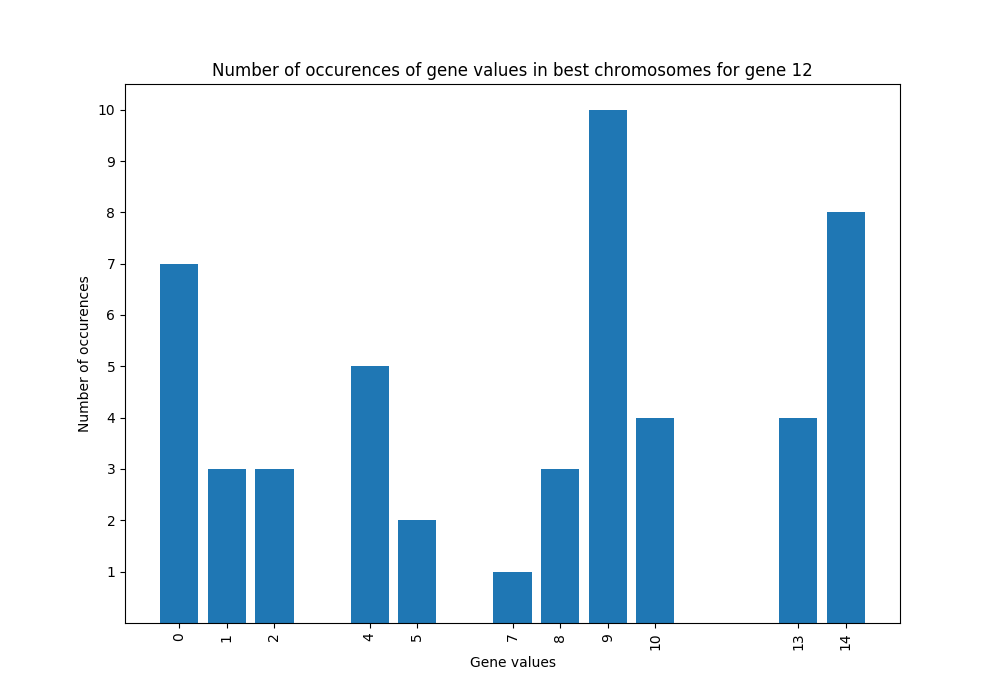 Number of occurences of gene values in best chromosomes for gene 12
10
9
8
7
6
5
4
3
2
1
Number of occurences
0 1 2 4 5 7 8 9 10 13 14
Gene values